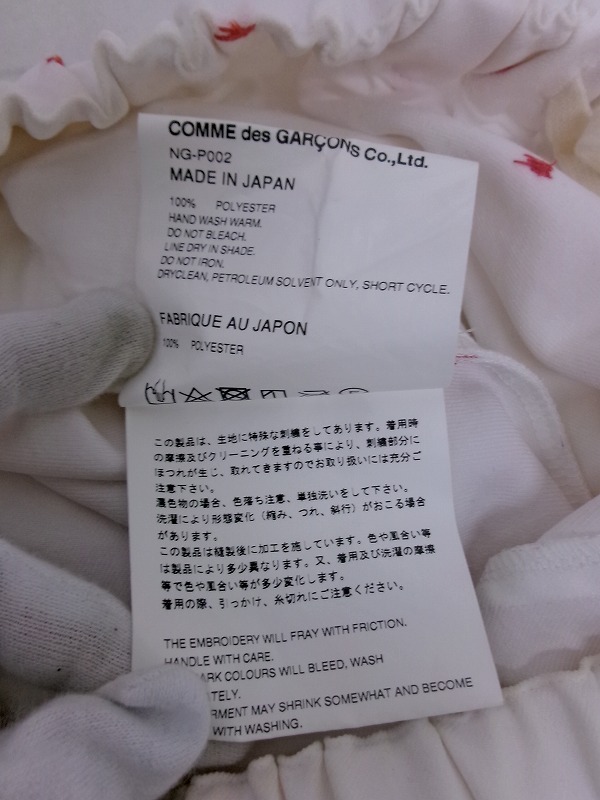 COMME des GARÇONS Co.,Ltd.
NG-P002
MADE IN JAPAN
100% POLYESTER
HAND WASH WARM.
DO NOT BLEACH.
LINE DRY IN SHADE.
DO NOT IRON.
DRYCLEAN, PETROLEUM SOLVENT ONLY, SHORT CYCLE.
FABRIQUE AU JAPON
100% POLYESTER
この製品は、生地に特殊な刺繍をしてあります。着用時
の摩擦及びクリーニングを重ねる事により、刺繍部分に
ほつれが生じ、取れてきますのでお取り扱いには充分ご
注意下さい。
濃色物の場合、色落ち注意、単独洗いをして下さい。
洗濯により形態変化（縮み、つれ、斜行）がおこる場合
があります。
この製品は縫製後に加工を施しています。色や風合い等
は製品により多少異なります。又、着用及び洗濯の摩擦
等で色や風合い等が多少変化します。
着用の際、引っかけ、糸切れにご注意ください。
THE EMBROIDERY WILL FRAY WITH FRICTION.
HANDLE WITH CARE.
ARK COLOURS WILL BLEED, WASH
TELY.
RMENT MAY SHRINK SOMEWHAT AND BECOME
WITH WASHING.